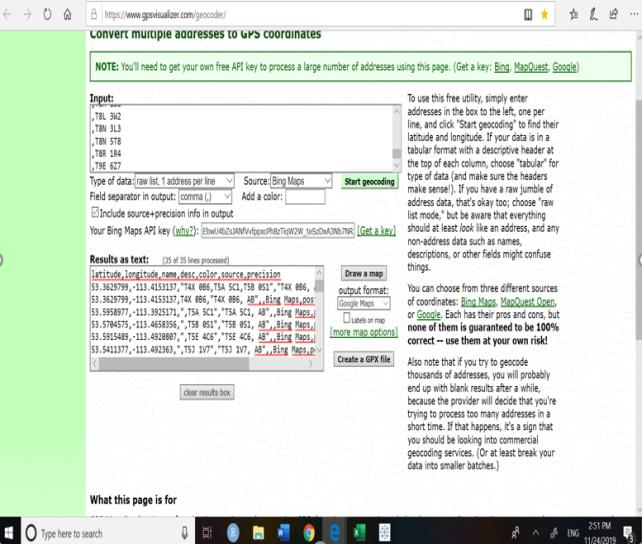 https://www.gpsvisualizer.com/geocoder/
Convert multiple addresses to GPS coordinates
NOTE: You'll need to get your own free API key to process a large number of addresses using this page. (Get a key: Bing, MapQuest, Google)
Input:
,T8L 3W2
,T8N 3L3
,T8N 5T8
,T8R 1R4
,T9E 6Z7
Type of data: raw list, 1 address per line Source: Bing Maps Start geocoding
Field separator in output: comma (,) Add a color:
Include source+precision info in output
Your Bing Maps API key (why?): [Get a key]
Results as text: (35 of 35 lines processed)
latitude,longitude,name,desc,color,source,precision
53.3629799,-113.4153137,"T4X 0B6,T5A 5C1,T5B 0S1","T4X 0B6,
53.3629799,-113.4153137,T4X 0B6,"T4X 0B6, AB",,Bing Maps,pos
53.5958977,-113.3925171,"T5A 5C1","T5A 5C1, AB",,Bing Maps,
53.5704575,-113.4658356,"T5B 0S1","T5B 0S1, AB",,Bing Maps,
53.5915489,-113.4920807,"T5E 4C6","T5E 4C6, AB",,Bing Maps,
53.5411377,-113.492363,"T5J 1V7","T5J 1V7, AB",,Bing Maps,p
clear results box
Draw a map
output format:
Google Maps
Labels on map
[more map options]
Create a GPX file
To use this free utility, simply enter
addresses in the box to the left, one per
line, and click "Start geocoding" to find their
latitude and longitude. If your data is in a
tabular format with a descriptive header at
the top of each column, choose "tabular" for
type of data (and make sure the headers
make sense!). If you have a raw jumble of
address data, that's okay too; choose "raw
list mode," but be aware that everything
should at least look like an address, and any
non-address data such as names,
descriptions, or other fields might confuse
things.
You can choose from three different sources
of coordinates: Bing Maps, MapQuest Open,
or Google. Each has their pros and cons, but
none of them is guaranteed to be 100%
correct -- use them at your own risk!
Also note that if you try to geocode
thousands of addresses, you will probably
end up with blank results after a while,
because the provider will decide that you're
trying to process too many addresses in a
short time. If that happens, it's a sign that
you should be looking into commercial
geocoding services. (Or at least break your
data into smaller batches.)
What this page is for
Type here to search
ENG
2:51 PM
11/24/2019